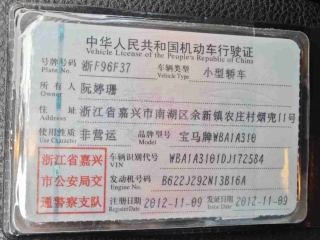 中华人民共和国机动车行驶证
Vehicle License of the People's Republic of China
号牌号码 浙F96F37 车辆类型 小型轿车
Plate No. Vehicle Type
所有人 阮婷珊
Owner
住址 浙江省嘉兴市南湖区余新镇农庄村烟兜11号
Address
使用性质 非营运 品牌型号 宝马牌WBA1A310
Use Character Model
浙江省嘉兴市公安局交通警察支队
车辆识别代号 WBA1A3101DJ172584
VIN
发动机号码 B622J292N13B16A
Engine No.
注册日期 2012-11-09 发证日期 2012-11-09
Register Date Issue Date